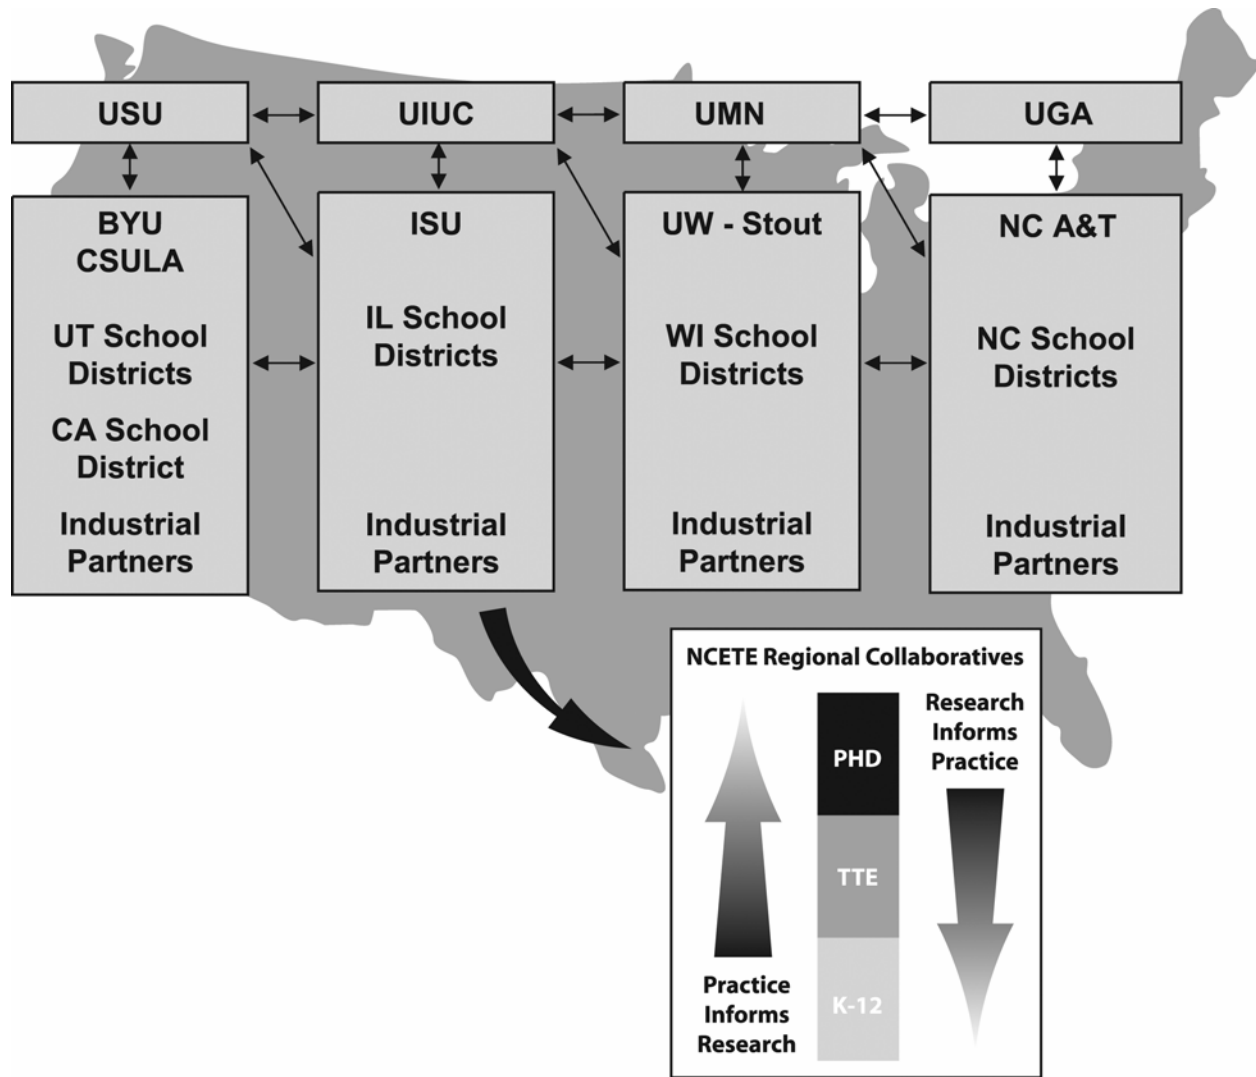 USU
UIUC
UMN
UGA
BYU
CSULA
UT School
Districts
CA School
District
Industrial
Partners
ISU
IL School
Districts
Industrial
Partners
UW - Stout
WI School
Districts
Industrial
Partners
NC A&T
NC School
Districts
Industrial
Partners
NCETE Regional Collaboratives
Practice
Informs
Research
PHD
TTE
K-12
Research
Informs
Practice